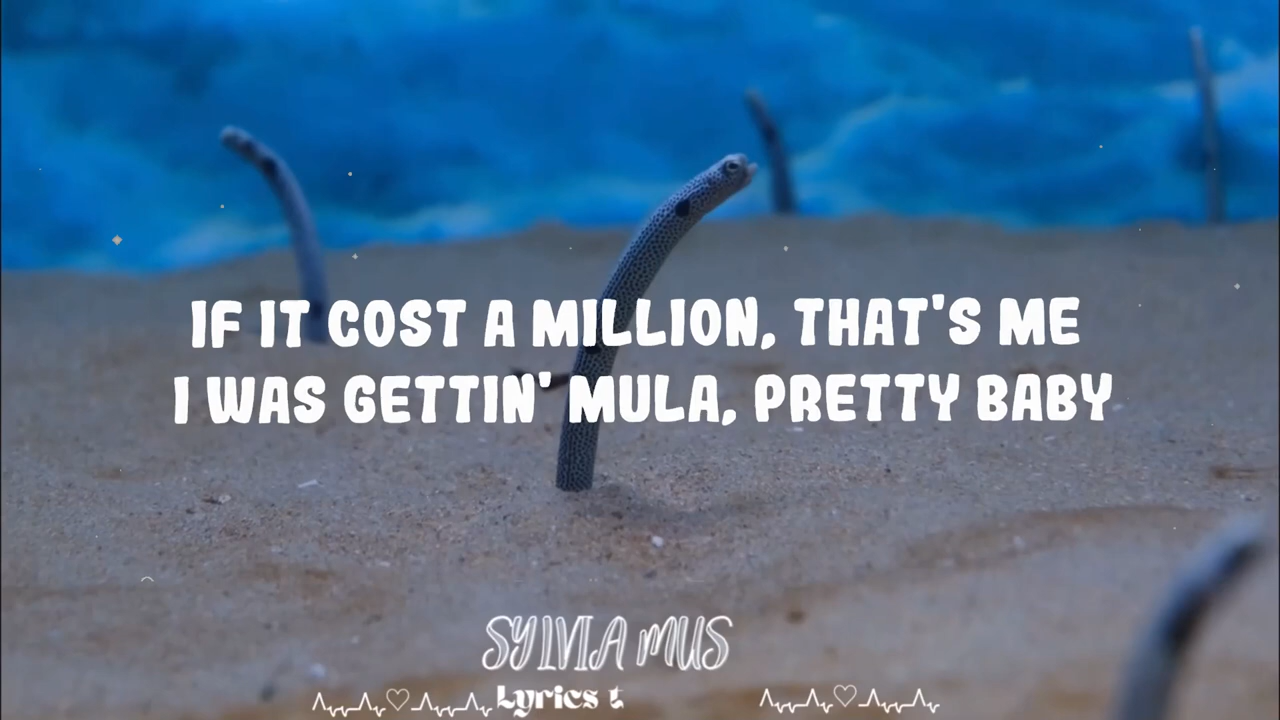 IF IT COST A MILLION, THAT'S ME
I WAS GETTIN' MULA, PRETTY BABY
SYLVIA MUS
Lyrics t